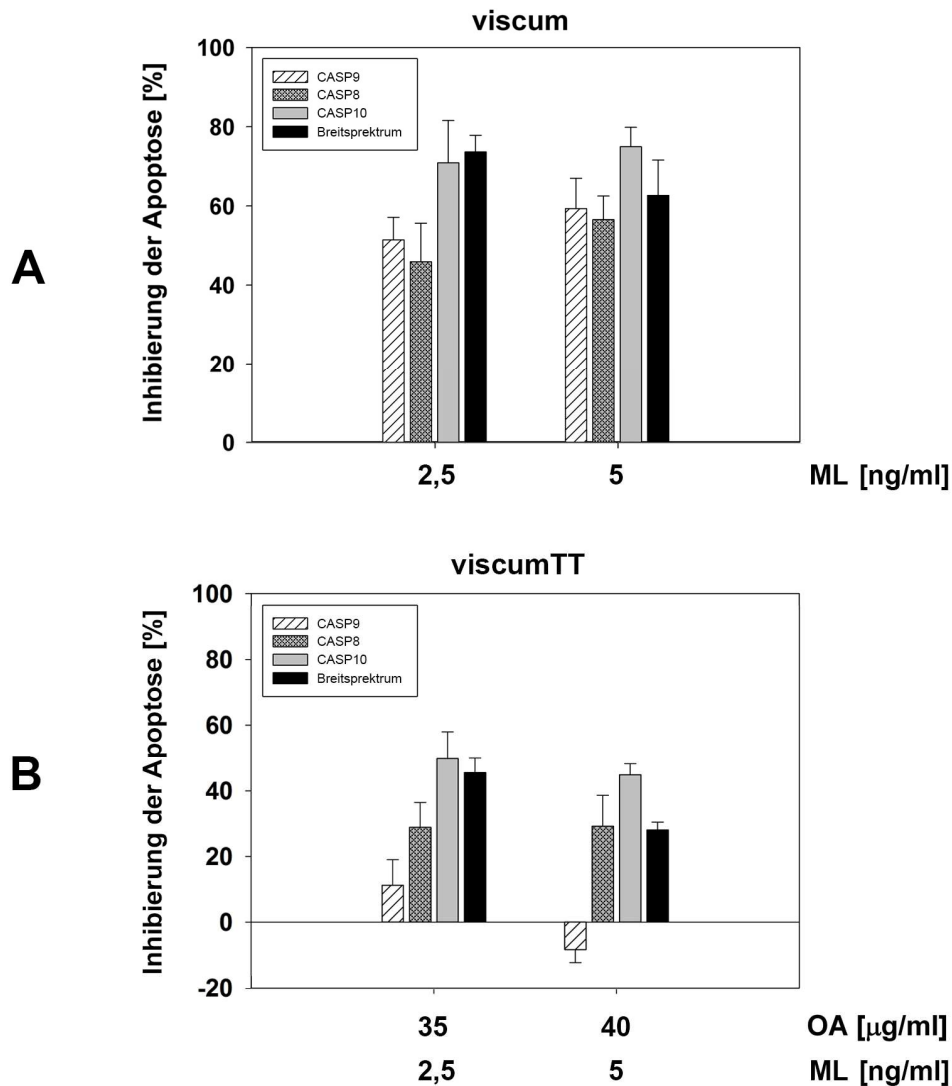 viscum
A
Inhibierung der Apoptose [%]
100
80
60
40
20
0
CASP9
CASP8
CASP10
Breitsprektrum
2,5 5 ML [ng/ml]
viscumTT
B
Inhibierung der Apoptose [%]
100
80
60
40
20
0
-20
CASP9
CASP8
CASP10
Breitsprektrum
35 40 OA [µg/ml]
2,5 5 ML [ng/ml]